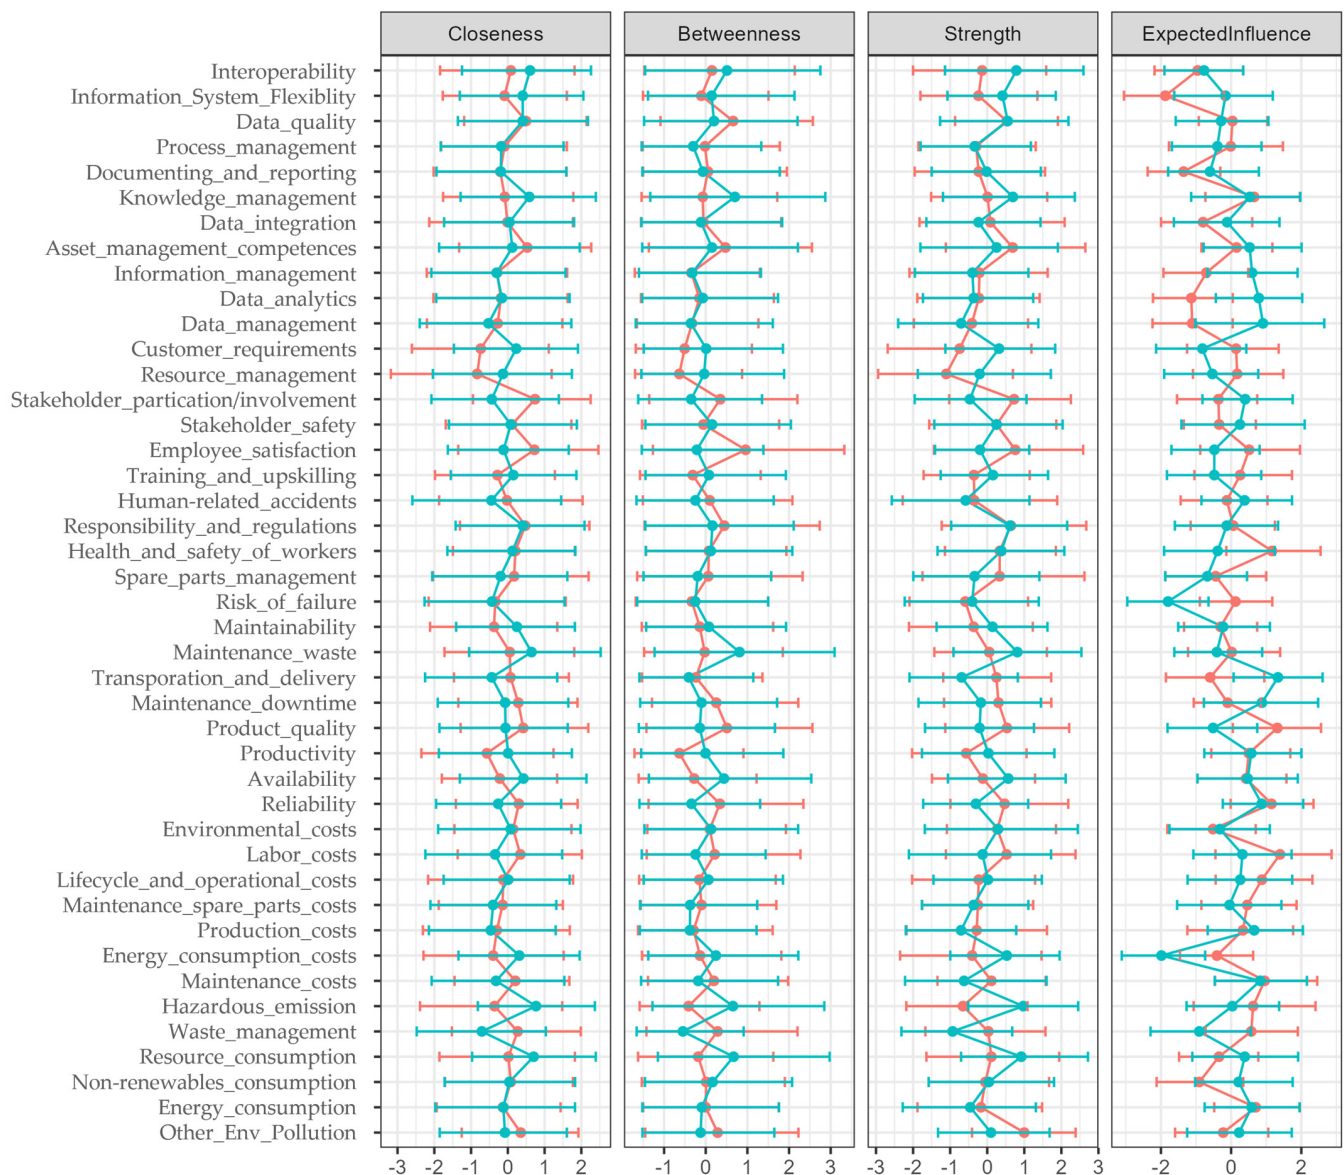 Closeness Betweenness Strength ExpectedInfluence
Interoperability
Information_System_Flexiblity
Data_quality
Process_management
Documenting_and_reporting
Knowledge_management
Data_integration
Asset_management_competences
Information_management
Data_analytics
Data_management
Customer_requirements
Resource_management
Stakeholder_partication/involvement
Stakeholder_safety
Employee_satisfaction
Training_and_upskilling
Human-related_accidents
Responsibility_and_regulations
Health_and_safety_of_workers
Spare_parts_management
Risk_of_failure
Maintainability
Maintenance_waste
Transporation_and_delivery
Maintenance_downtime
Product_quality
Productivity
Availability
Reliability
Environmental_costs
Labor_costs
Lifecycle_and_operational_costs
Maintenance_spare_parts_costs
Production_costs
Energy_consumption_costs
Maintenance_costs
Hazardous_emission
Waste_management
Resource_consumption
Non-renewables_consumption
Energy_consumption
Other_Env_Pollution
-3 -2 -1 0 1 2 -1 0 1 2 3 -3 -2 -1 0 1 2 3 -2 0 2